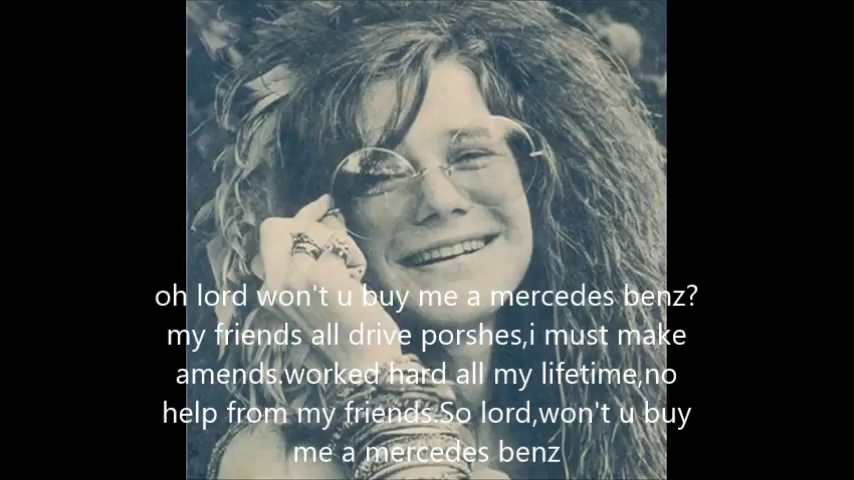 oh lord won't u buy me a mercedes benz?
my friends all drive porshes,i must make
amends.worked hard all my lifetime,no
help from my friends.So lord,won't u buy
me a mercedes benz